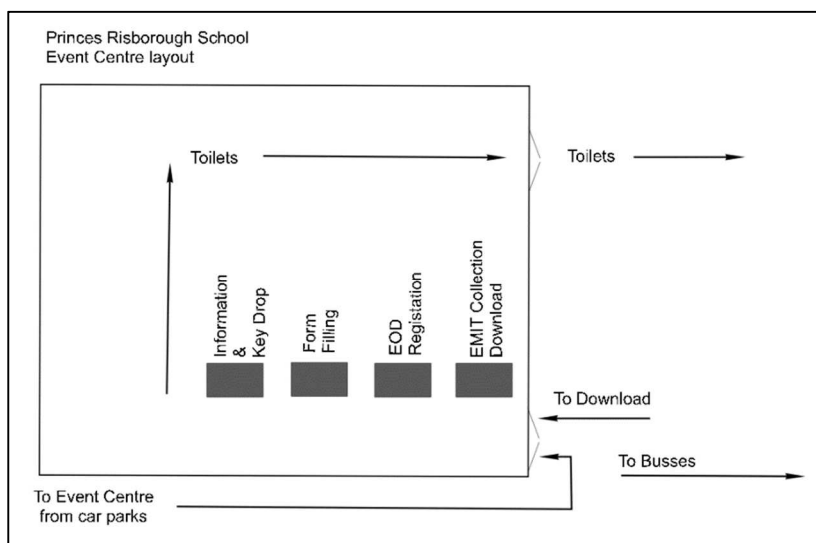 Princes Risborough School
Event Centre layout
Toilets
Toilets
Information
&
Key Drop
Form
Filling
EOD
Registation
EMIT Collection
Download
To Download
To Busses
To Event Centre
from car parks